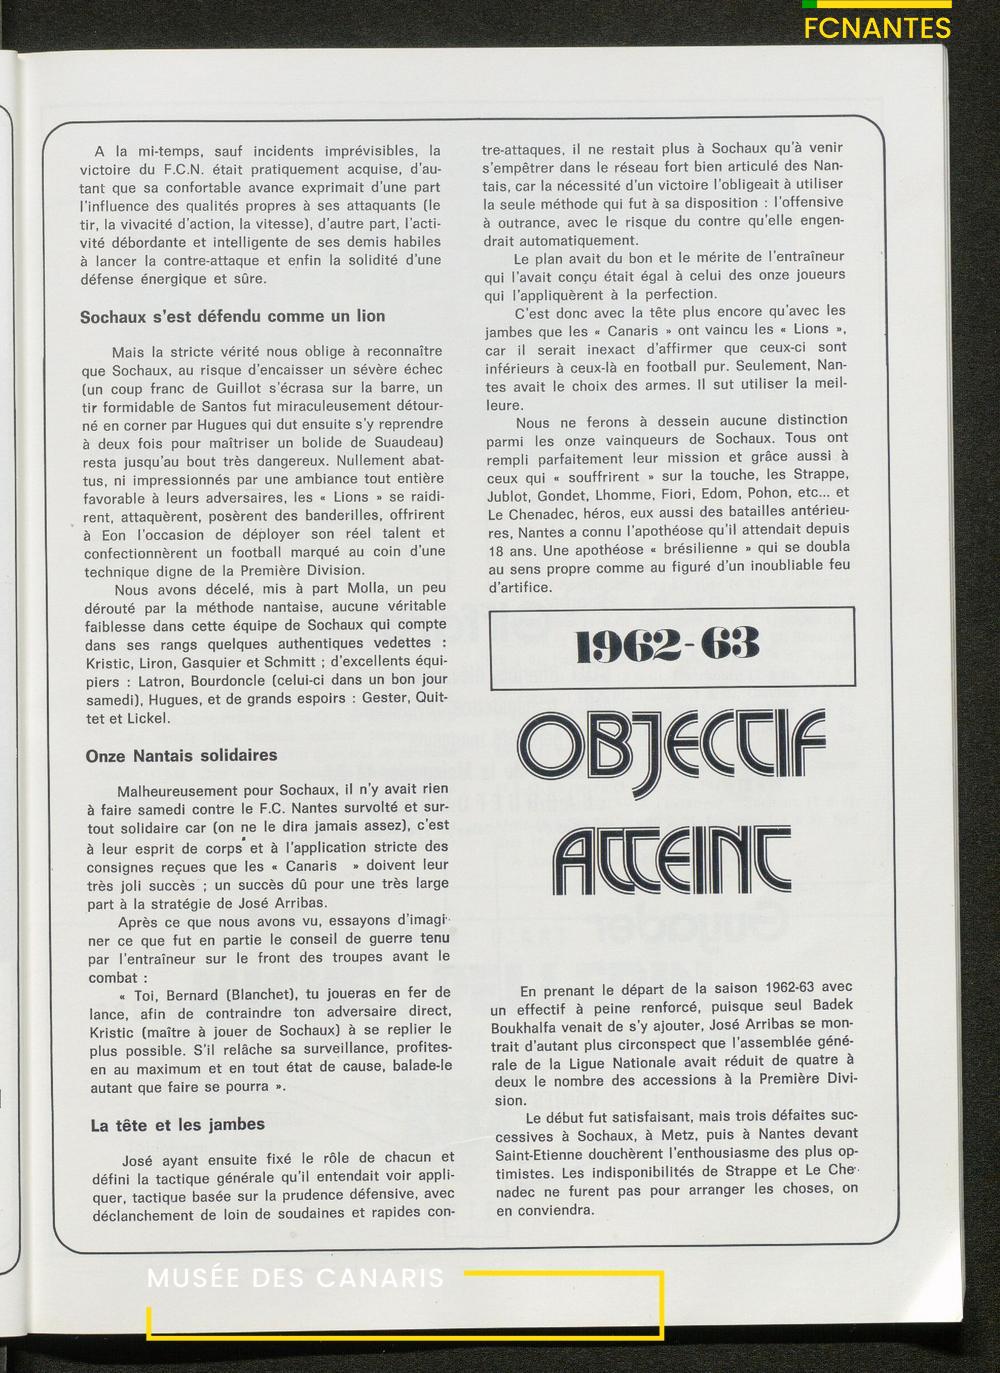 FCNANTES
A la mi-temps, sauf incidents imprévisibles, la
victoire du F.C.N. était pratiquement acquise, d'au-
tant que sa confortable avance exprimait d'une part
l'influence des qualités propres à ses attaquants (le
tir, la vivacité d'action, la vitesse), d'autre part, l'acti-
vité débordante et intelligente de ses demis habiles
à lancer la contre-attaque et enfin la solidité d'une
défense énergique et sûre.
Sochaux s'est défendu comme un lion
Mais la stricte vérité nous oblige à reconnaître
que Sochaux, au risque d'encaisser un sévère échec
(un coup franc de Guillot s'écrasa sur la barre, un
tir formidable de Santos fut miraculeusement détour-
né en corner par Hugues qui dut ensuite s'y reprendre
à deux fois pour maîtriser un bolide de Suaudeau)
resta jusqu'au bout très dangereux. Nullement abat-
tus, ni impressionnés par une ambiance tout entière
favorable à leurs adversaires, les « Lions » se raidi-
rent, attaquèrent, posèrent des banderilles, offrirent
à Eon l'occasion de déployer son réel talent et
confectionnèrent un football marqué au coin d'une
technique digne de la Première Division.
Nous avons décelé, mis à part Molla, un peu
dérouté par la méthode nantaise, aucune véritable
faiblesse dans cette équipe de Sochaux qui compte
dans ses rangs quelques authentiques vedettes :
Kristic, Liron, Gasquier et Schmitt ; d'excellents équi-
piers : Latron, Bourdoncle (celui-ci dans un bon jour
samedi), Hugues, et de grands espoirs : Gester, Quit-
tet et Lickel.
Onze Nantais solidaires
Malheureusement pour Sochaux, il n'y avait rien
à faire samedi contre le F.C. Nantes survolté et sur-
tout solidaire car (on ne le dira jamais assez), c'est
à leur esprit de corps et à l'application stricte des
consignes reçues que les « Canaris » doivent leur
très joli succès ; un succès dû pour une très large
part à la stratégie de José Arribas.
Après ce que nous avons vu, essayons d'imagi-
ner ce que fut en partie le conseil de guerre tenu
par l'entraîneur sur le front des troupes avant le
combat :
« Toi, Bernard (Blanchet), tu joueras en fer de
lance, afin de contraindre ton adversaire direct,
Kristic (maître à jouer de Sochaux) à se replier le
plus possible. S'il relâche sa surveillance, profites-
en au maximum et en tout état de cause, balade-le
autant que faire se pourra ».
La tête et les jambes
José ayant ensuite fixé le rôle de chacun et
défini la tactique générale qu'il entendait voir appli-
quer, tactique basée sur la prudence défensive, avec
déclanchement de loin de soudaines et rapides con-
tre-attaques, il ne restait plus à Sochaux qu'à venir
s'empêtrer dans le réseau fort bien articulé des Nan-
tais, car la nécessité d'un victoire l'obligeait à utiliser
la seule méthode qui fut à sa disposition : l'offensive
à outrance, avec le risque du contre qu'elle engen-
drait automatiquement.
Le plan avait du bon et le mérite de l'entraîneur
qui l'avait conçu était égal à celui des onze joueurs
qui l'appliquèrent à la perfection.
C'est donc avec la tête plus encore qu'avec les
jambes que les « Canaris » ont vaincu les « Lions »,
car il serait inexact d'affirmer que ceux-ci sont
inférieurs à ceux-là en football pur. Seulement, Nan-
tes avait le choix des armes. Il sut utiliser la meil-
leure.
Nous ne ferons à dessein aucune distinction
parmi les onze vainqueurs de Sochaux. Tous ont
rempli parfaitement leur mission et grâce aussi à
ceux qui « souffrirent » sur la touche, les Strappe,
Jublot, Gondet, Lhomme, Fiori, Edom, Pohon, etc... et
Le Chenadec, héros, eux aussi des batailles antérieu-
res, Nantes a connu l'apothéose qu'il attendait depuis
18 ans. Une apothéose « brésilienne » qui se doubla
au sens propre comme au figuré d'un inoubliable feu
d'artifice.
1962-63
OBJECTIF
ATTEINT
En prenant le départ de la saison 1962-63 avec
un effectif à peine renforcé, puisque seul Badek
Boukhalfa venait de s'y ajouter, José Arribas se mon-
trait d'autant plus circonspect que l'assemblée géné-
rale de la Ligue Nationale avait réduit de quatre à
deux le nombre des accessions à la Première Divi-
sion.
Le début fut satisfaisant, mais trois défaites suc-
cessives à Sochaux, à Metz, puis à Nantes devant
Saint-Etienne douchèrent l'enthousiasme des plus op-
timistes. Les indisponibilités de Strappe et Le Che-
nadec ne furent pas pour arranger les choses, on
en conviendra.
MUSÉE DES CANARIS